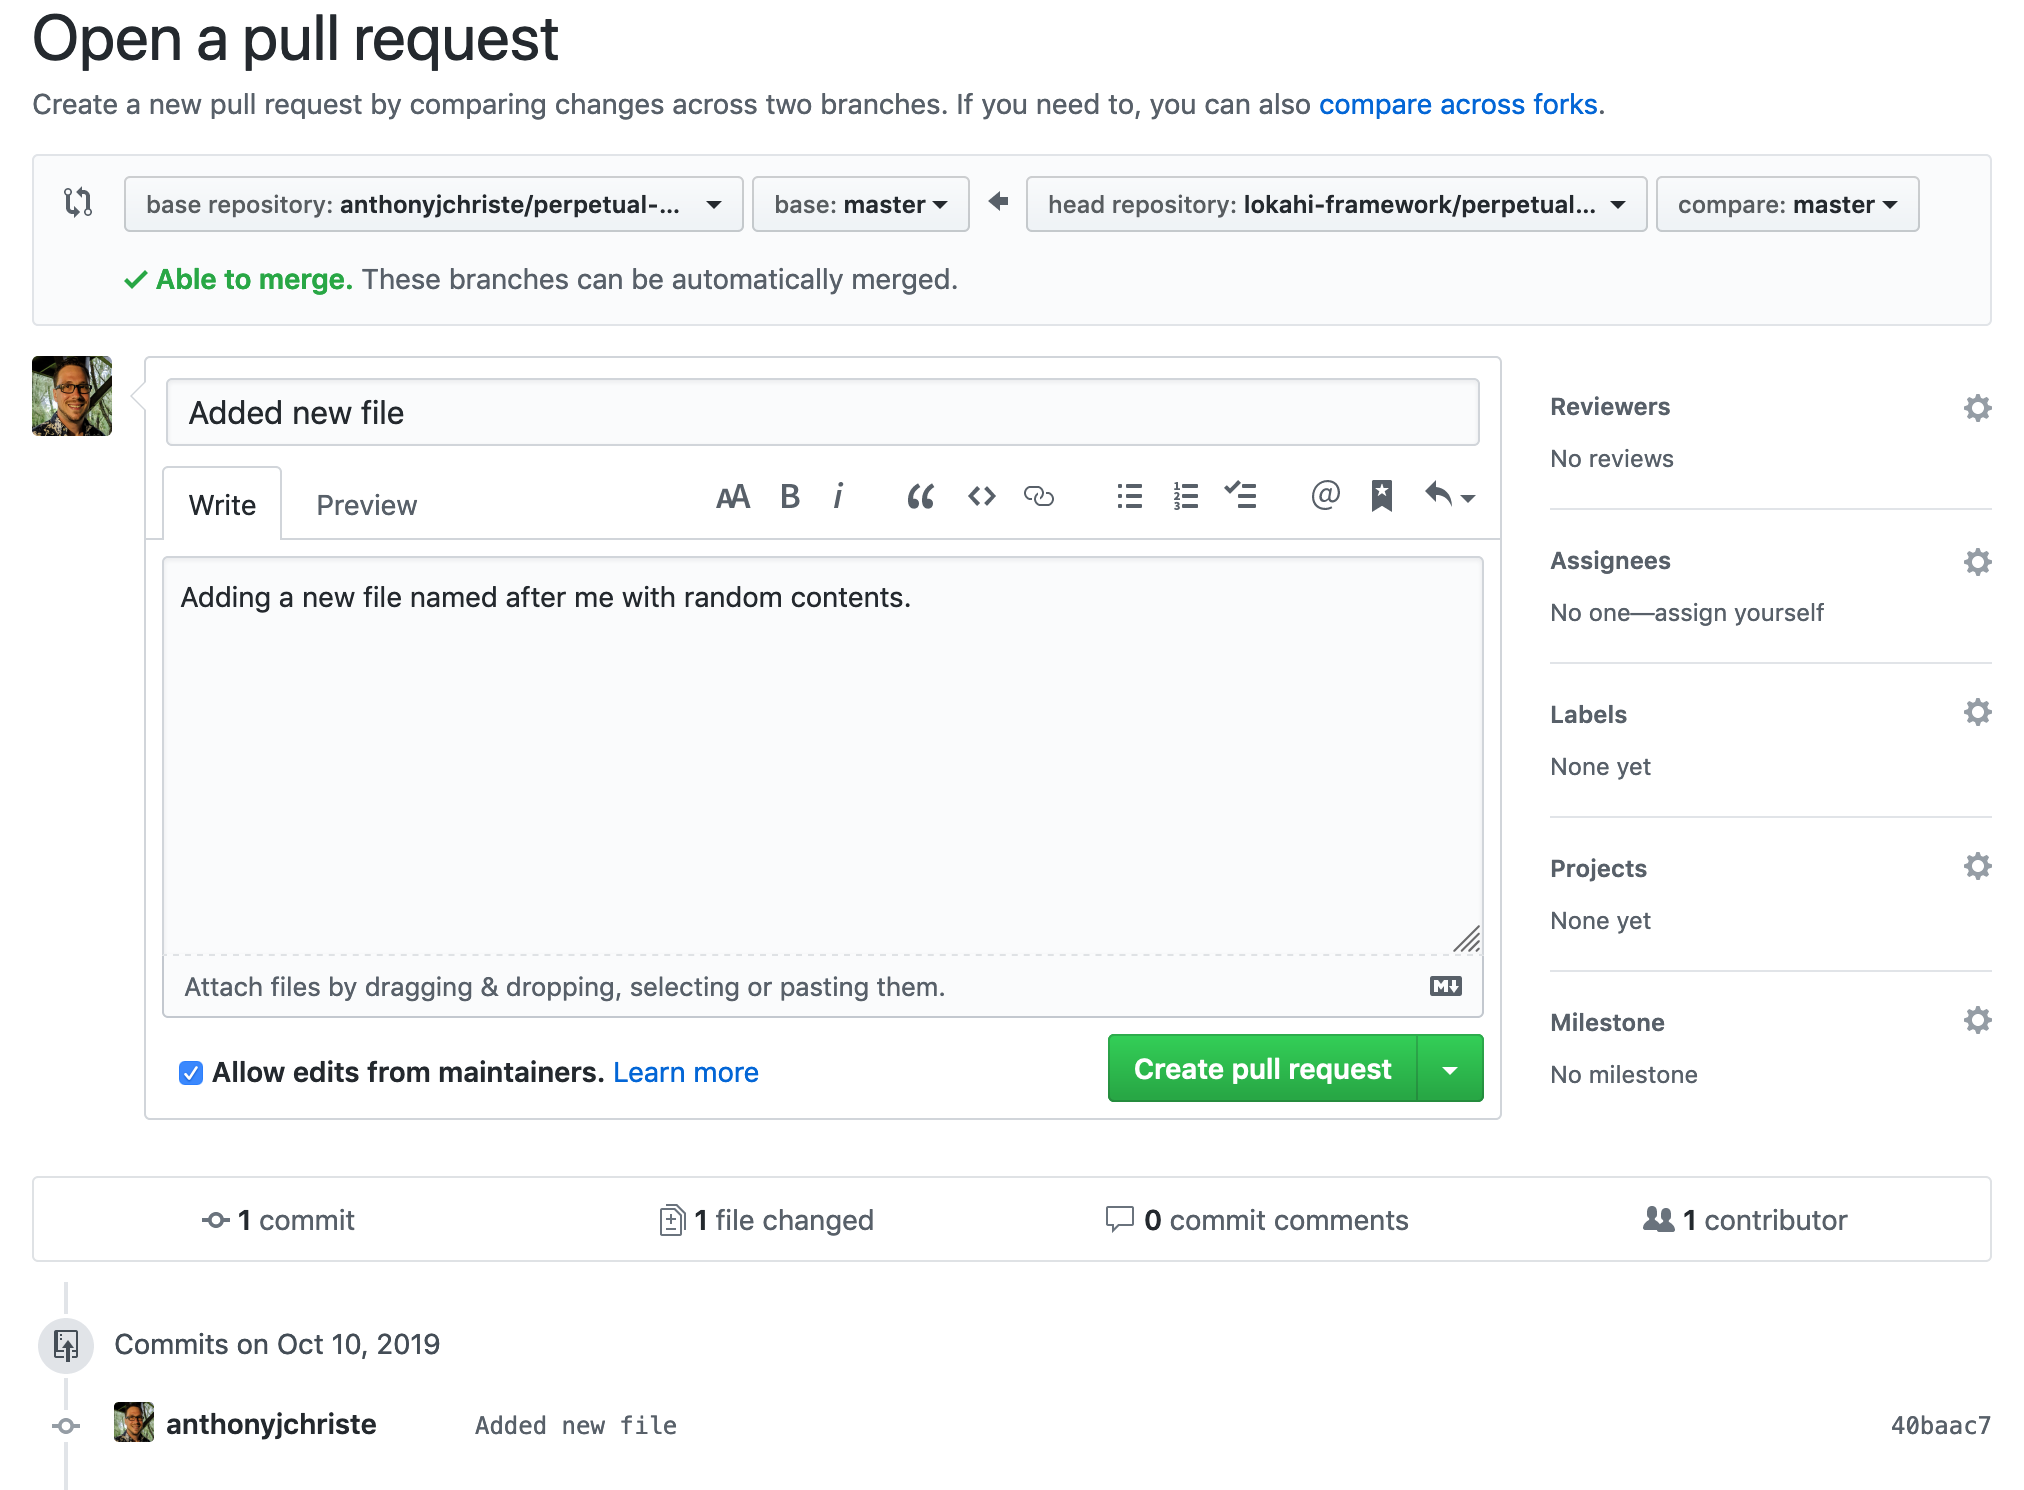 Open a pull request
Create a new pull request by comparing changes across two branches. If you need to, you can also compare across forks.
base repository: anthonyjchriste/perpetual-... base: master head repository: lokahi-framework/perpetual... compare: master
Able to merge. These branches can be automatically merged.
Added new file
Write Preview
Adding a new file named after me with random contents.
Attach files by dragging & dropping, selecting or pasting them.
Allow edits from maintainers. Learn more Create pull request
Reviewers
No reviews
Assignees
No one—assign yourself
Labels
None yet
Projects
None yet
Milestone
No milestone
1 commit 1 file changed 0 commit comments 1 contributor
Commits on Oct 10, 2019
anthonyjchriste Added new file 40baac7